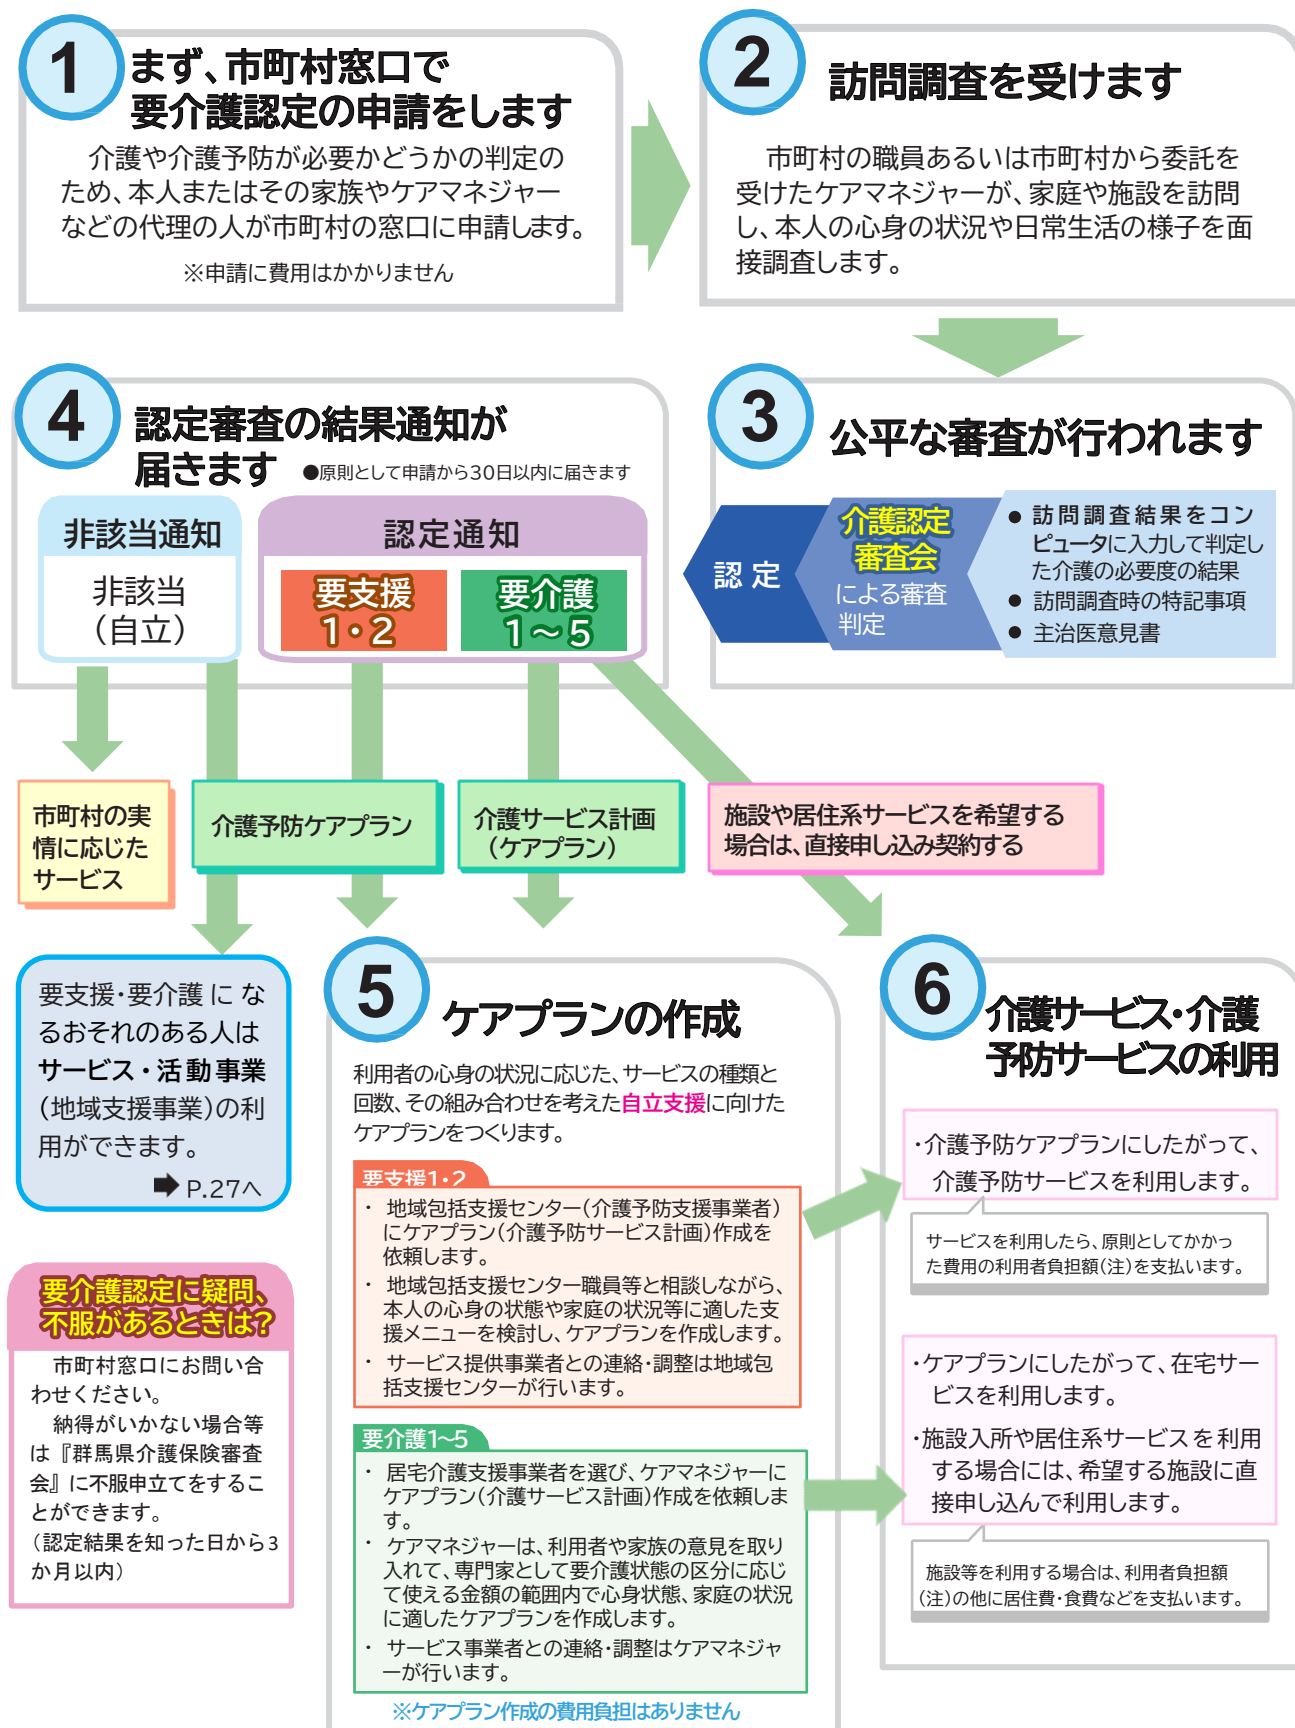 1
まず、市町村窓口で
要介護認定の申請をします
介護や介護予防が必要かどうかの判定の
ため、本人またはその家族やケアマネジャー
などの代理の人が市町村の窓口に申請します。
※申請に費用はかかりません
2
訪問調査を受けます
市町村の職員あるいは市町村から委託を
受けたケアマネジャーが、家庭や施設を訪問
し、本人の心身の状況や日常生活の様子を面
接調査します。
3
公平な審査が行われます
認定
介護認定
審査会
による審査
判定
● 訪問調査結果をコン
ピュータに入力して判定し
た介護の必要度の結果
● 訪問調査時の特記事項
● 主治医意見書
4
認定審査の結果通知が
届きます ●原則として申請から30日以内に届きます
非該当通知
非該当
（自立）
認定通知
要支援
1・2
要介護
1～5
市町村の実
情に応じた
サービス
介護予防ケアプラン
介護サービス計画
（ケアプラン）
施設や居住系サービスを希望する
場合は、直接申し込み契約する
要支援・要介護 に な
るおそれのある人は
サービス・活動事業
(地域支援事業)の利
用ができます。
➡ P.27へ
要介護認定に疑問、
不服があるときは?
市町村窓口にお問い合
わせください。
納得がいかない場合等
は『群馬県介護保険審査
会』に不服申立てをするこ
とができます。
（認定結果を知った日から3
か月以内）
5
ケアプランの作成
利用者の心身の状況に応じた、サービスの種類と
回数、その組み合わせを考えた自立支援に向けた
ケアプランをつくります。
要支援1・2
・ 地域包括支援センター(介護予防支援事業者)
にケアプラン(介護予防サービス計画)作成を
依頼します。
・ 地域包括支援センター職員等と相談しながら、
本人の心身の状態や家庭の状況等に適した支
援メニューを検討し、ケアプランを作成します。
・ サービス提供事業者との連絡・調整は地域包
括支援センターが行います。
要介護1~5
・ 居宅介護支援事業者を選び、ケアマネジャーに
ケアプラン(介護サービス計画)作成を依頼しま
す。
・ ケアマネジャーは、利用者や家族の意見を取り
入れて、専門家として要介護状態の区分に応じ
て使える金額の範囲内で心身状態、家庭の状況
に適したケアプランを作成します。
・ サービス事業者との連絡・調整はケアマネジャ
ーが行います。
※ケアプラン作成の費用負担はありません
6
介護サービス・介護
予防サービスの利用
・介護予防ケアプランにしたがって、
介護予防サービスを利用します。
サービスを利用したら、原則としてかかっ
た費用の利用者負担額(注)を支払います。
・ケアプランにしたがって、在宅サー
ビスを利用します。
・施設入所や居住系サービスを利用
する場合には、希望する施設に直
接申し込んで利用します。
施設等を利用する場合は、利用者負担額
(注)の他に居住費・食費などを支払います。